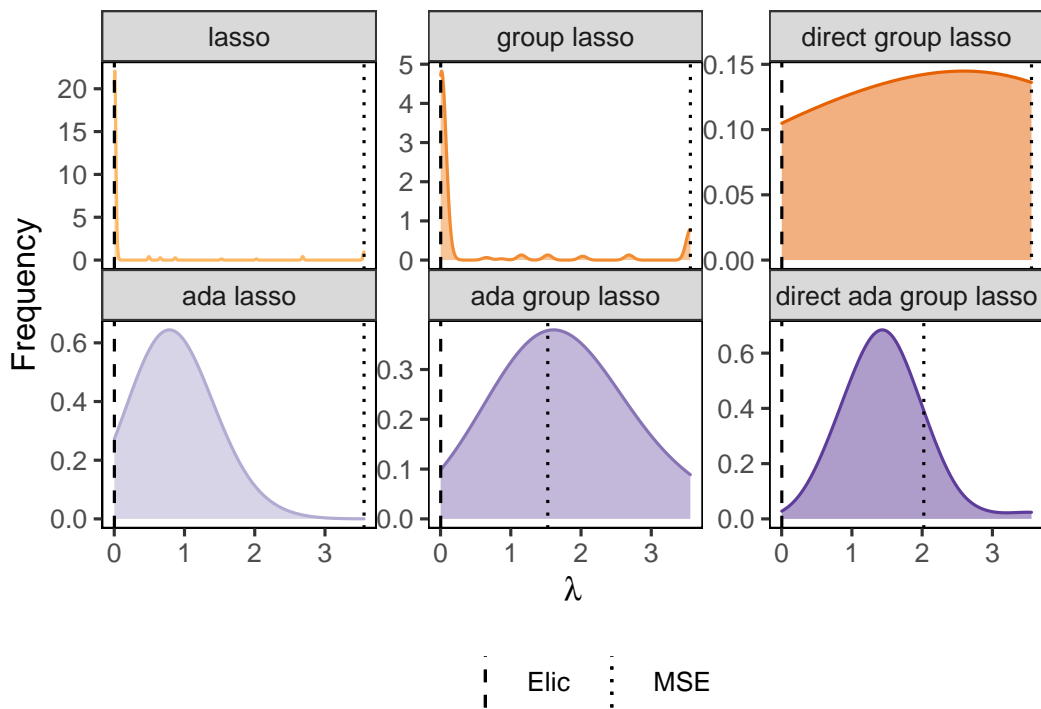 lasso
group lasso
direct group lasso
20
15
10
5
0
5
4
3
2
1
0
0.15
0.10
0.05
0.00
Frequency
ada lasso
ada group lasso
direct ada group lasso
0.6
0.4
0.2
0.0
0.3
0.2
0.1
0.0
0.6
0.4
0.2
0.0
0 1 2 3
0 1 2 3
0 1 2 3
λ
Elic
MSE